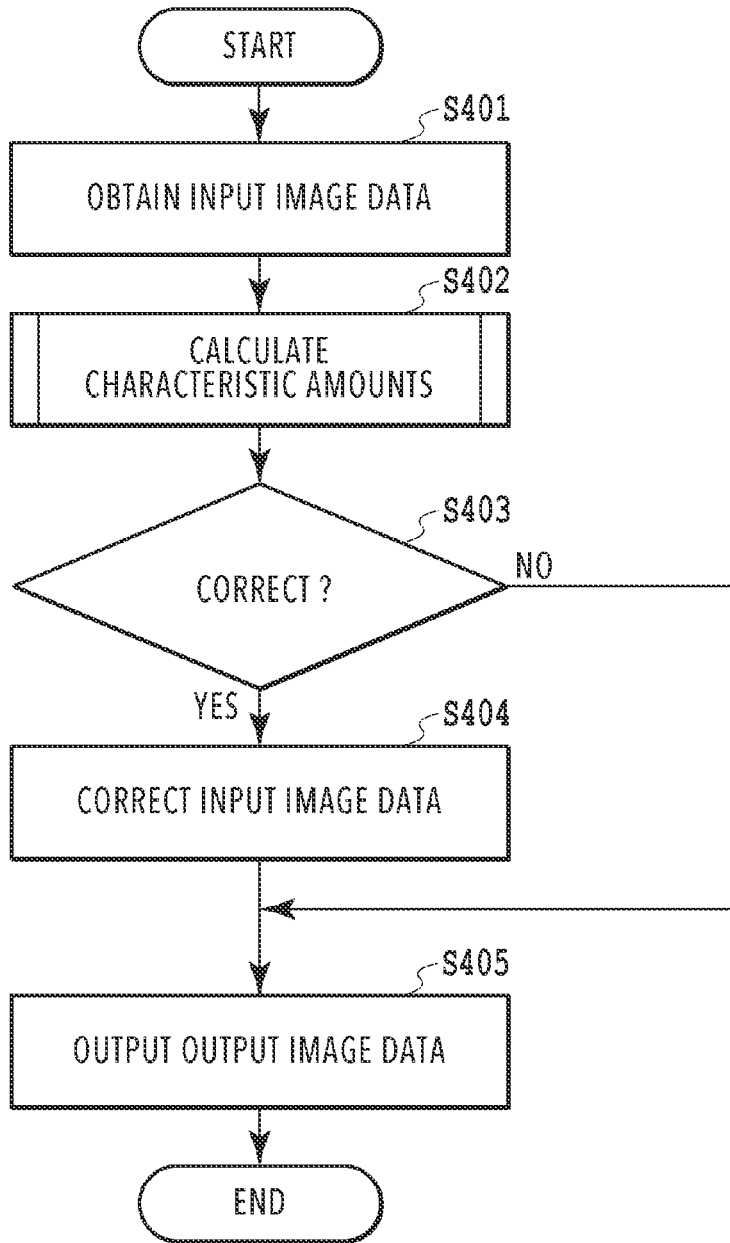 START
S401
OBTAIN INPUT IMAGE DATA
S402
CALCULATE
CHARACTERISTIC AMOUNTS
S403
CORRECT ?
NO
YES
S404
CORRECT INPUT IMAGE DATA
S405
OUTPUT OUTPUT IMAGE DATA
END